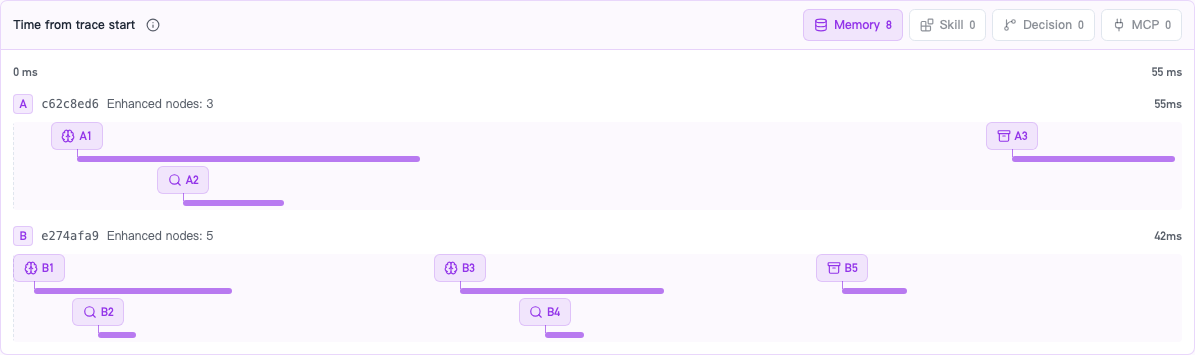 Time from trace start Memory 8 Skill 0 Decision 0 MCP 0
0 ms 55 ms
A c62c8ed6 Enhanced nodes: 3 55ms
A1 A3
A2
B e274afa9 Enhanced nodes: 5 42ms
B1 B3 B5
B2 B4